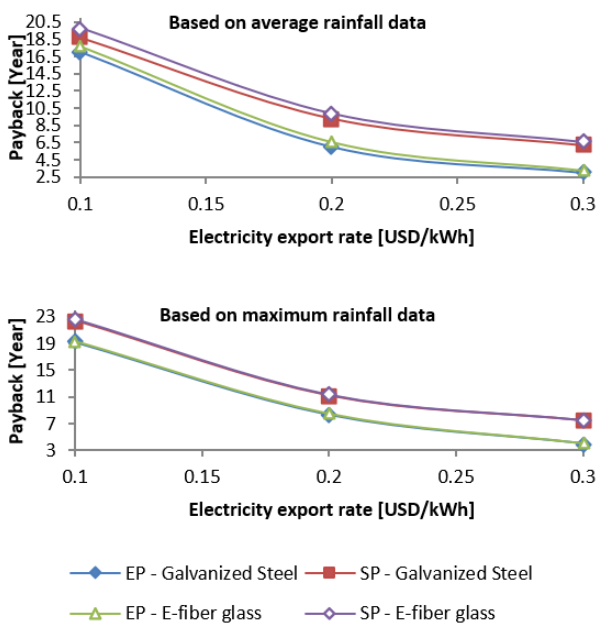 Based on average rainfall data
Payback [Year]
20.5
18.5
16.5
14.5
12.5
10.5
8.5
6.5
4.5
2.5
0.1 0.15 0.2 0.25 0.3
Electricity export rate [USD/kWh]
Based on maximum rainfall data
Payback [Year]
23
19
15
11
7
3
0.1 0.15 0.2 0.25 0.3
Electricity export rate [USD/kWh]
EP - Galvanized Steel SP - Galvanized Steel
EP - E-fiber glass SP - E-fiber glass